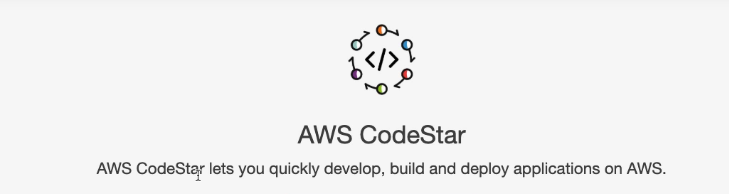 </>
AWS CodeStar
AWS CodeStar lets you quickly develop, build and deploy applications on AWS.